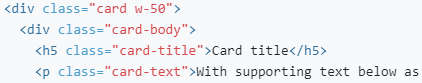 <div class="card w-50">
<div class="card-body">
<h5 class="card-title">Card title</h5>
<p class="card-text">With supporting text below as